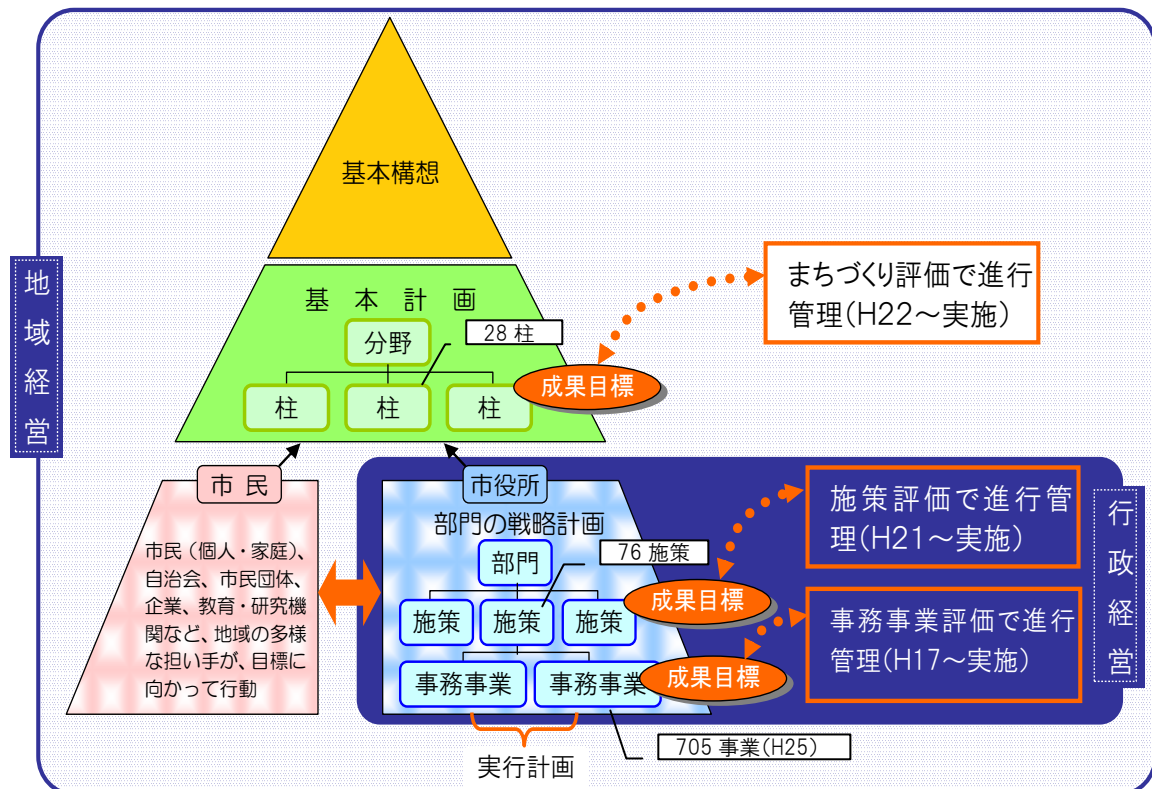 基本構想
地域経営
基本計画
分野
28 柱
柱
柱
柱
成果目標
まちづくり評価で進行
管理(H22～実施)
市 民
市民（個人・家庭）、
自治会、市民団体、
企業、教育・研究機
関など、地域の多様
な担い手が、目標に
向かって行動
市役所
部門の戦略計画
部門
76 施策
施策
施策
施策
成果目標
事務事業
事務事業
成果目標
705 事業(H25)
実行計画
施策評価で進行管
理(H21～実施)
事務事業評価で進行
管理(H17～実施)
行政経営